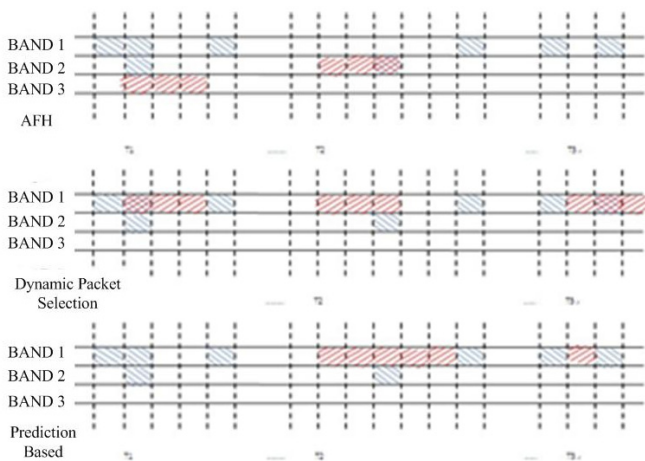 BAND 1
BAND 2
BAND 3
AFH
BAND 1
BAND 2
BAND 3
Dynamic Packet
Selection
BAND 1
BAND 2
BAND 3
Prediction
Based